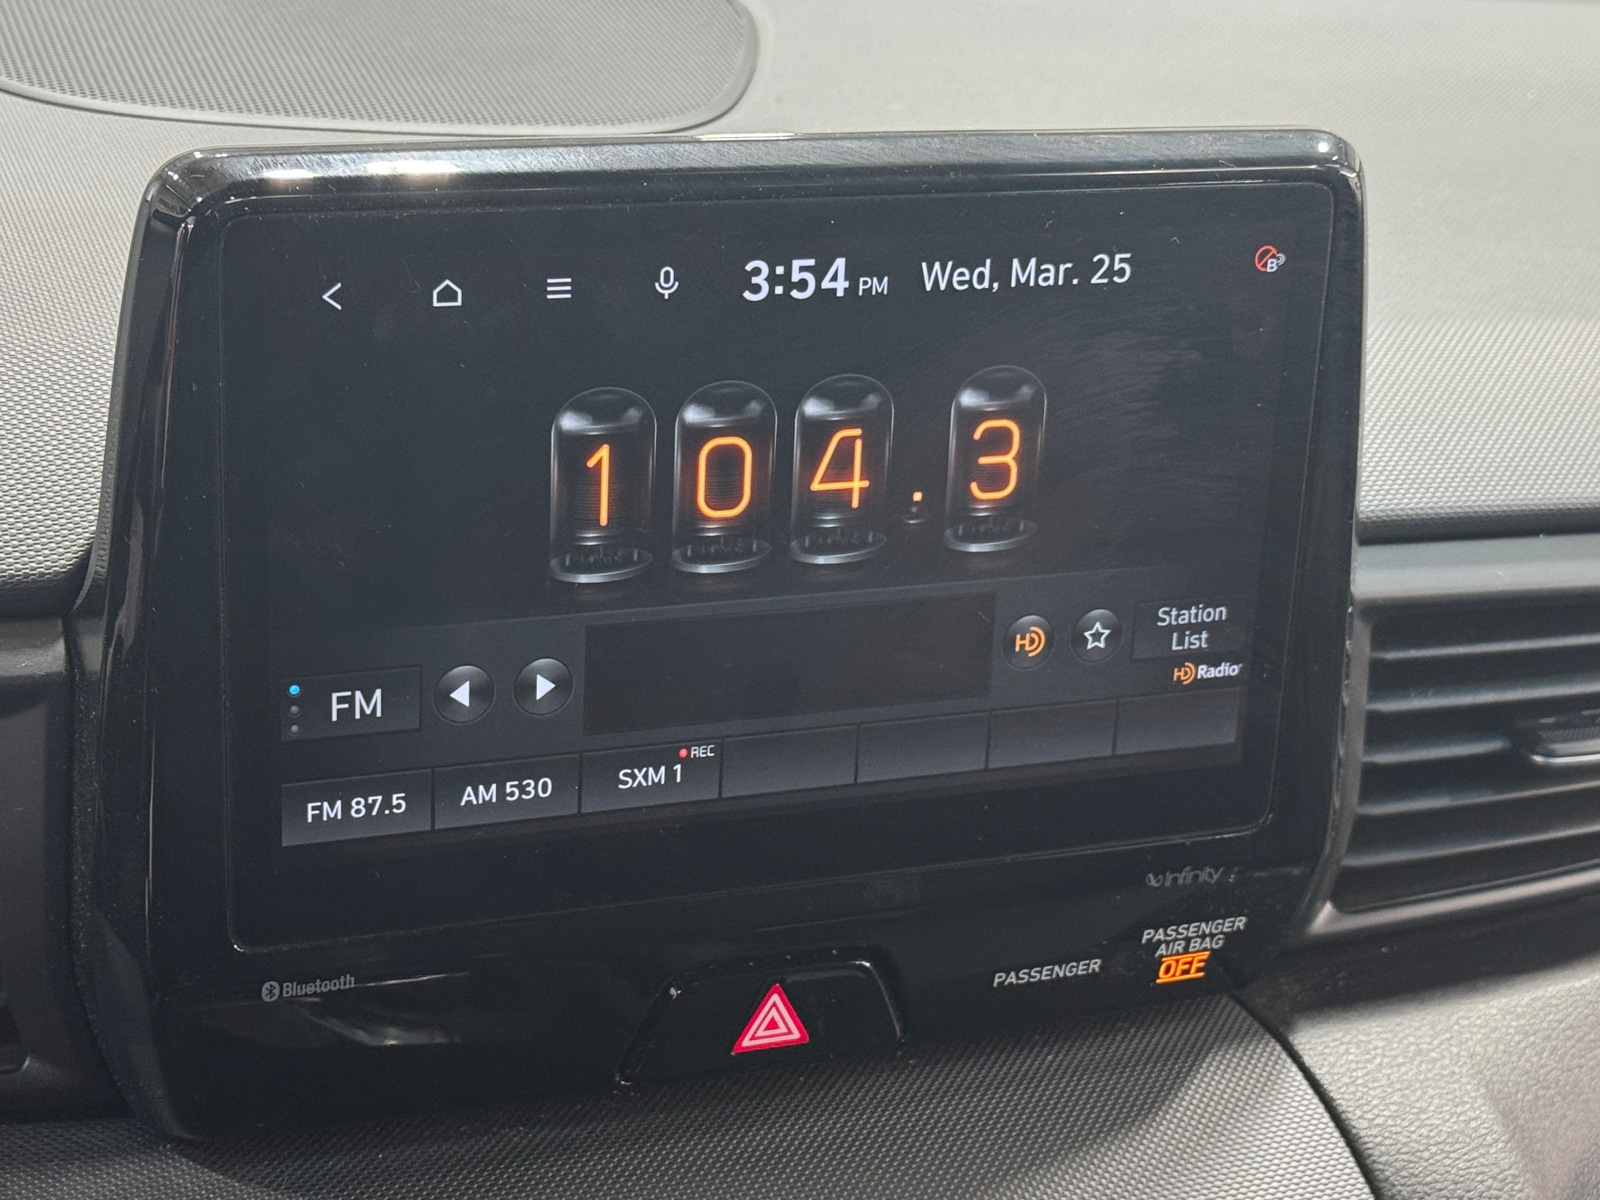 3:54 PM Wed, Mar. 25
B
104.3
FM
HD
Station
List
HD Radio
FM 87.5
AM 530
REC
SXM 1
infinity
Bluetooth
PASSENGER
PASSENGER
AIR BAG
OFF